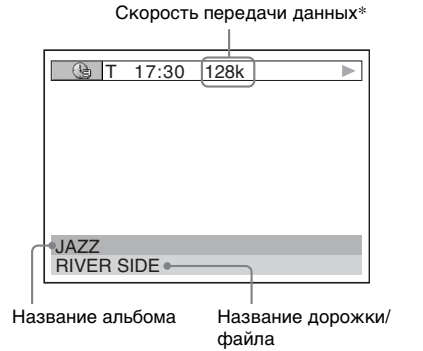 Скорость передачи данных*
T 17:30 128k
JAZZ
RIVER SIDE
Название альбома
Название дорожки/
файла